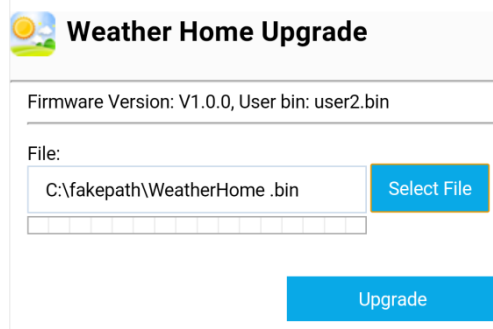 Weather Home Upgrade
Firmware Version: V1.0.0, User bin: user2.bin
File:
C:\fakepath\WeatherHome .bin
Select File
Upgrade